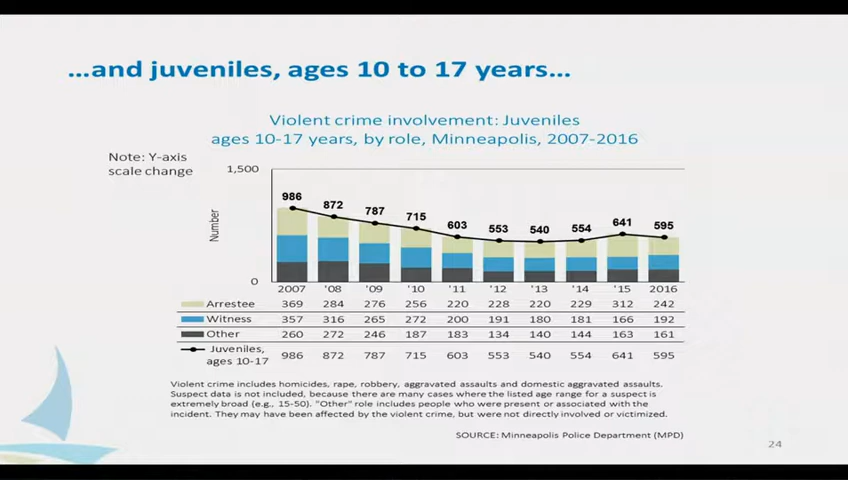 ...and juveniles, ages 10 to 17 years...
Violent crime involvement: Juveniles
ages 10-17 years, by role, Minneapolis, 2007-2016
Note: Y-axis
scale change
1,500
Number
0
986 872 787 715 603 553 540 554 641 595
2007 '08 '09 '10 '11 '12 '13 '14 '15 2016
Arrestee 369 284 276 256 220 228 220 229 312 242
Witness 357 316 265 272 200 191 180 181 166 192
Other 260 272 246 187 183 134 140 144 163 161
Juveniles,
ages 10-17 986 872 787 715 603 553 540 554 641 595
Violent crime includes homicides, rape, robbery, aggravated assaults and domestic aggravated assaults.
Suspect data is not included, because there are many cases where the listed age range for a suspect is
extremely broad (e.g., 15-50). "Other" role includes people who were present or associated with the
incident. They may have been affected by the violent crime, but were not directly involved or victimized.
SOURCE: Minneapolis Police Department (MPD)
24